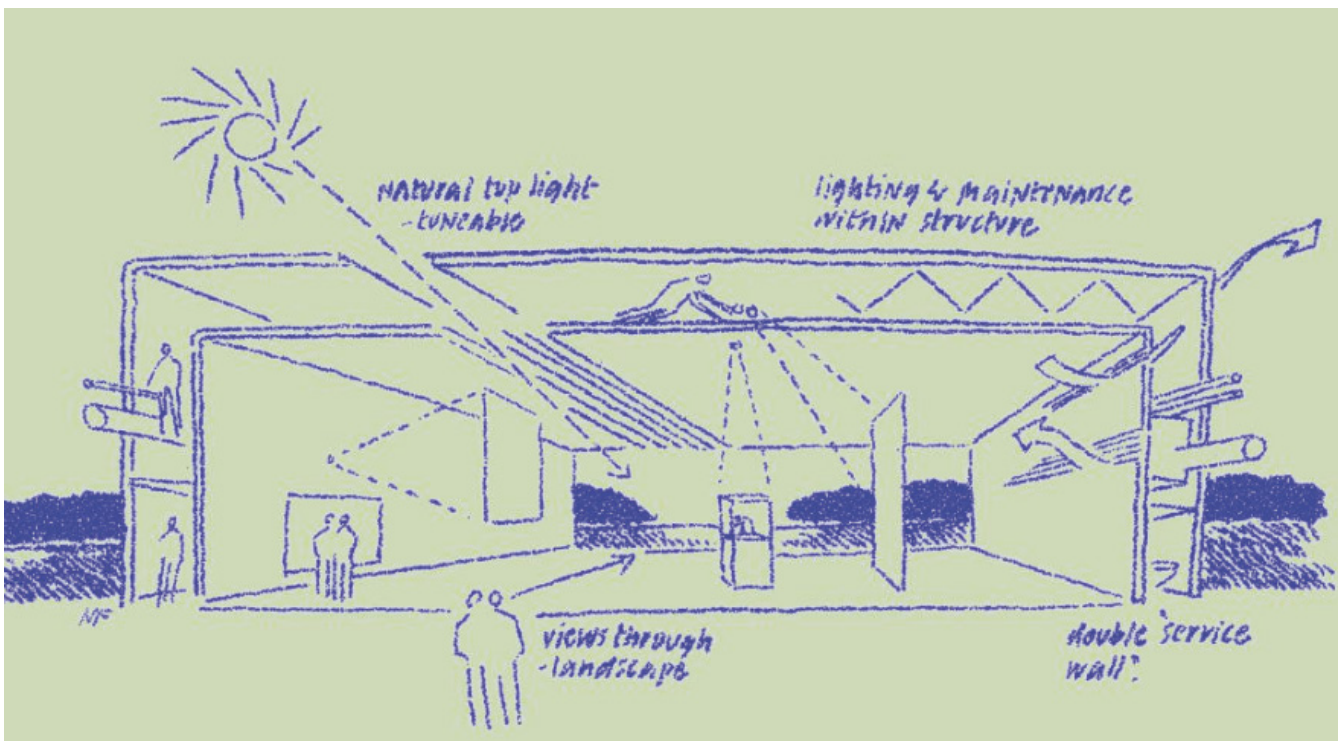 NATURAL top light
-tuneable
lighting & maintenance
within structure
NF
views through
-landscape
double service
wall?